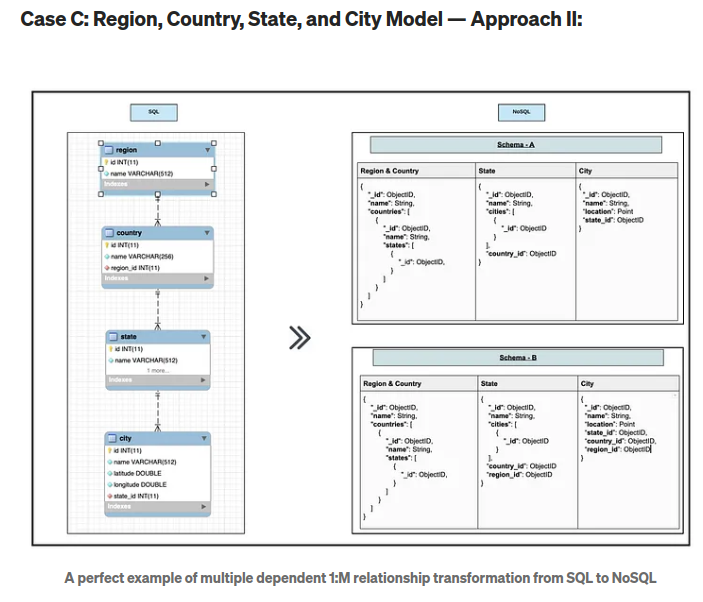 Case C: Region, Country, State, and City Model — Approach II:
SQL
region
id INT(11)
name VARCHAR(512)
Indexes
country
id INT(11)
name VARCHAR(256)
region_id INT(11)
Indexes
state
id INT(11)
name VARCHAR(512)
1 more...
Indexes
city
id INT(11)
name VARCHAR(512)
latitude DOUBLE
longitude DOUBLE
state_id INT(11)
Indexes
NoSQL
Schema - A
Region & Country
{
"_id": ObjectID,
"name": String,
"countries": [
{
"_id": ObjectID,
"name": String,
"states": [
{
"_id": ObjectID,
}
]
}
]
}
State
{
"_id": ObjectID,
"name": String,
"cities": [
{
"_id": ObjectID
}
],
"country_id": ObjectID
}
City
{
"_id": ObjectID,
"name": String,
"location": Point
"state_id": ObjectID
}
Schema - B
Region & Country
{
"_id": ObjectID,
"name": String,
"countries": [
{
"_id": ObjectID,
"name": String,
"states": [
{
"_id": ObjectID,
}
]
}
]
}
State
{
"_id": ObjectID,
"name": String,
"cities": [
{
"_id": ObjectID
}
],
"country_id": ObjectID
"region_id": ObjectID
}
City
{
"_id": ObjectID,
"name": String,
"location": Point
"state_id": ObjectID,
"country_id": ObjectID,
"region_id": ObjectID
}
A perfect example of multiple dependent 1:M relationship transformation from SQL to NoSQL